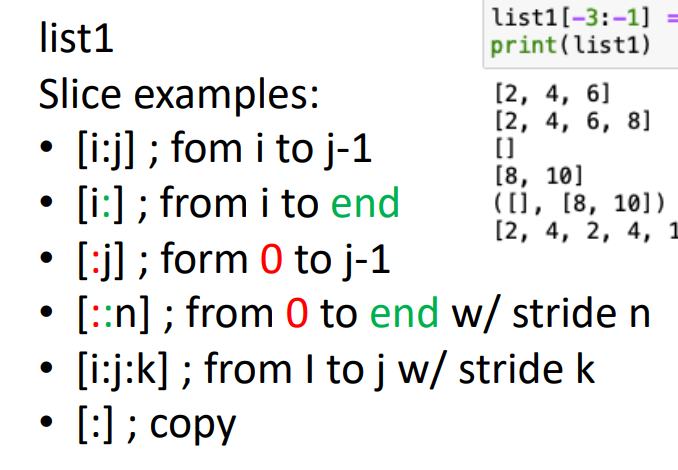 list1
Slice examples:
• [i:j] ; fom i to j-1
• [i:] ; from i to end
• [:j] ; form 0 to j-1
• [::n] ; from 0 to end w/ stride n
• [i:j:k] ; from I to j w/ stride k
• [:] ; copy
list1[-3:-1] =
print(list1)
[2, 4, 6]
[2, 4, 6, 8]
[]
[8, 10]
([], [8, 10])
[2, 4, 2, 4, 1